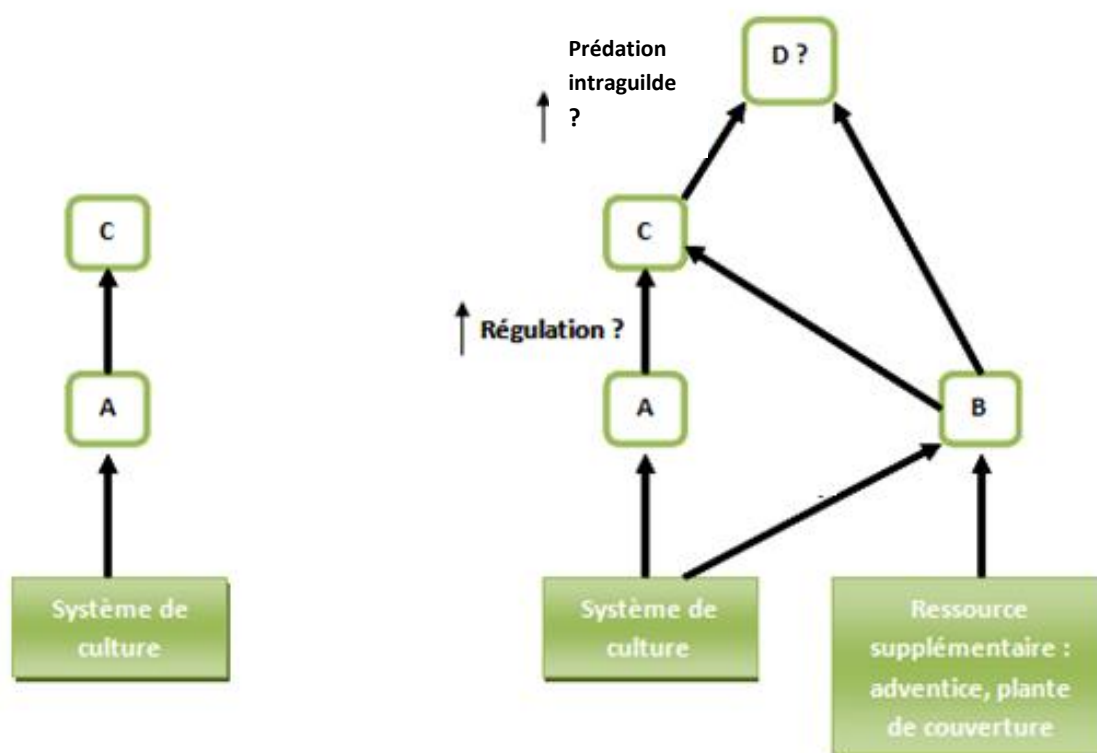 C
A
Système de
culture
Prédation
intraguilde
?
D ?
C
Régulation ?
A
B
Système de
culture
Ressource
supplémentaire :
adventice, plante
de couverture